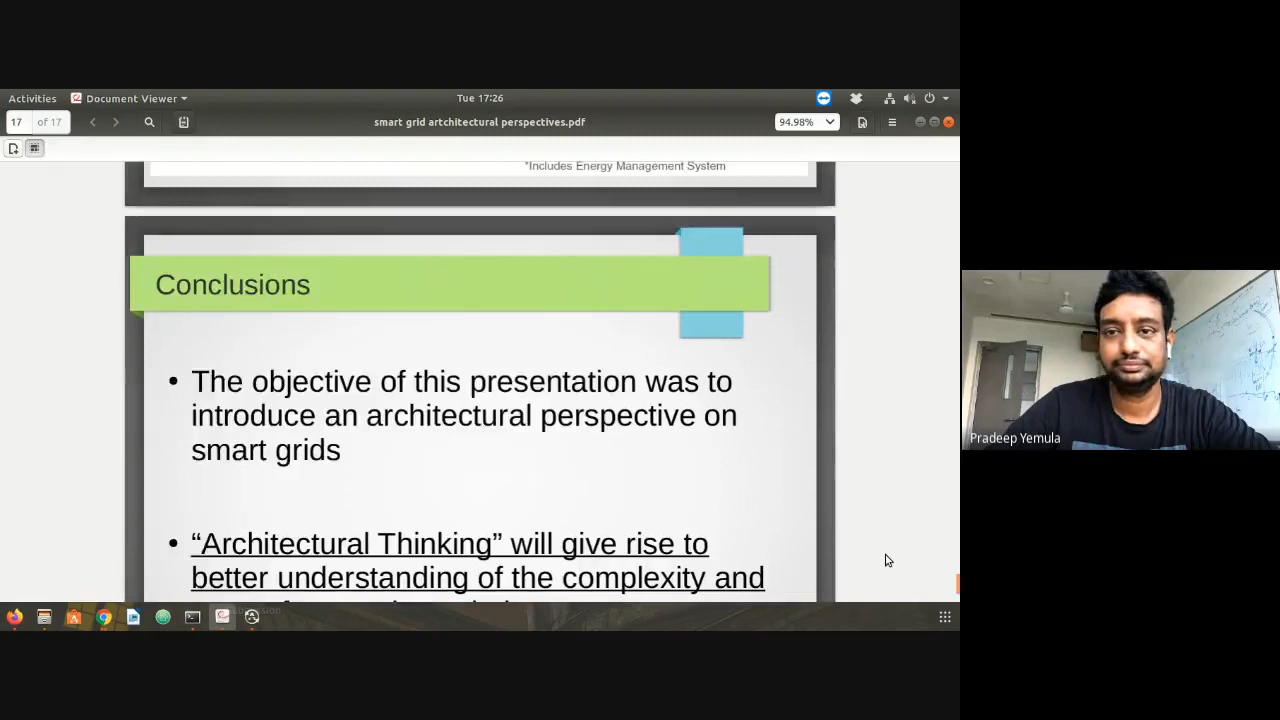 Activities
Document Viewer
Tue 17:26
17
of 17
smart grid artchitectural perspectives.pdf
94.98%
*Includes Energy Management System
Conclusions
• The objective of this presentation was to
introduce an architectural perspective on
smart grids
• “Architectural Thinking” will give rise to
better understanding of the complexity and
Pradeep Yemula